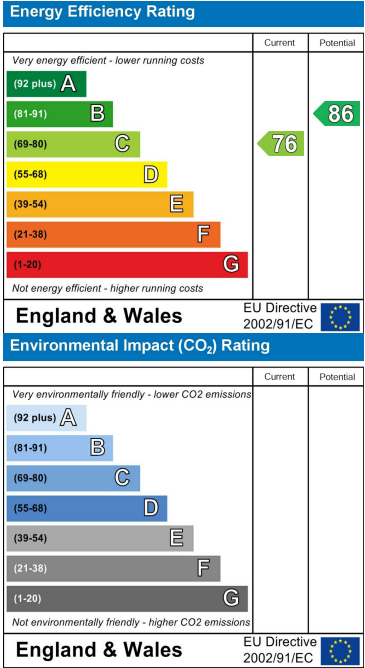 Energy Efficiency Rating
Current Potential
Very energy efficient - lower running costs
(92 plus) A
(81-91) B
86
(69-80) C
76
(55-68) D
(39-54) E
(21-38) F
(1-20) G
Not energy efficient - higher running costs
England & Wales
EU Directive
2002/91/EC
Environmental Impact (CO₂) Rating
Current Potential
Very environmentally friendly - lower CO2 emissions
(92 plus) A
(81-91) B
(69-80) C
(55-68) D
(39-54) E
(21-38) F
(1-20) G
Not environmentally friendly - higher CO2 emissions
England & Wales
EU Directive
2002/91/EC